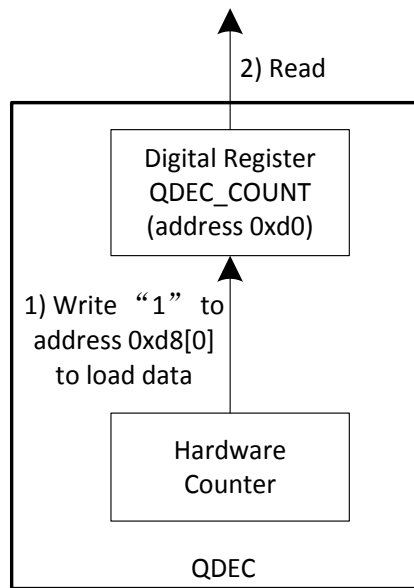 2) Read
Digital Register
QDEC_COUNT
(address 0xd0)
1) Write “1” to
address 0xd8[0]
to load data
Hardware
Counter
QDEC